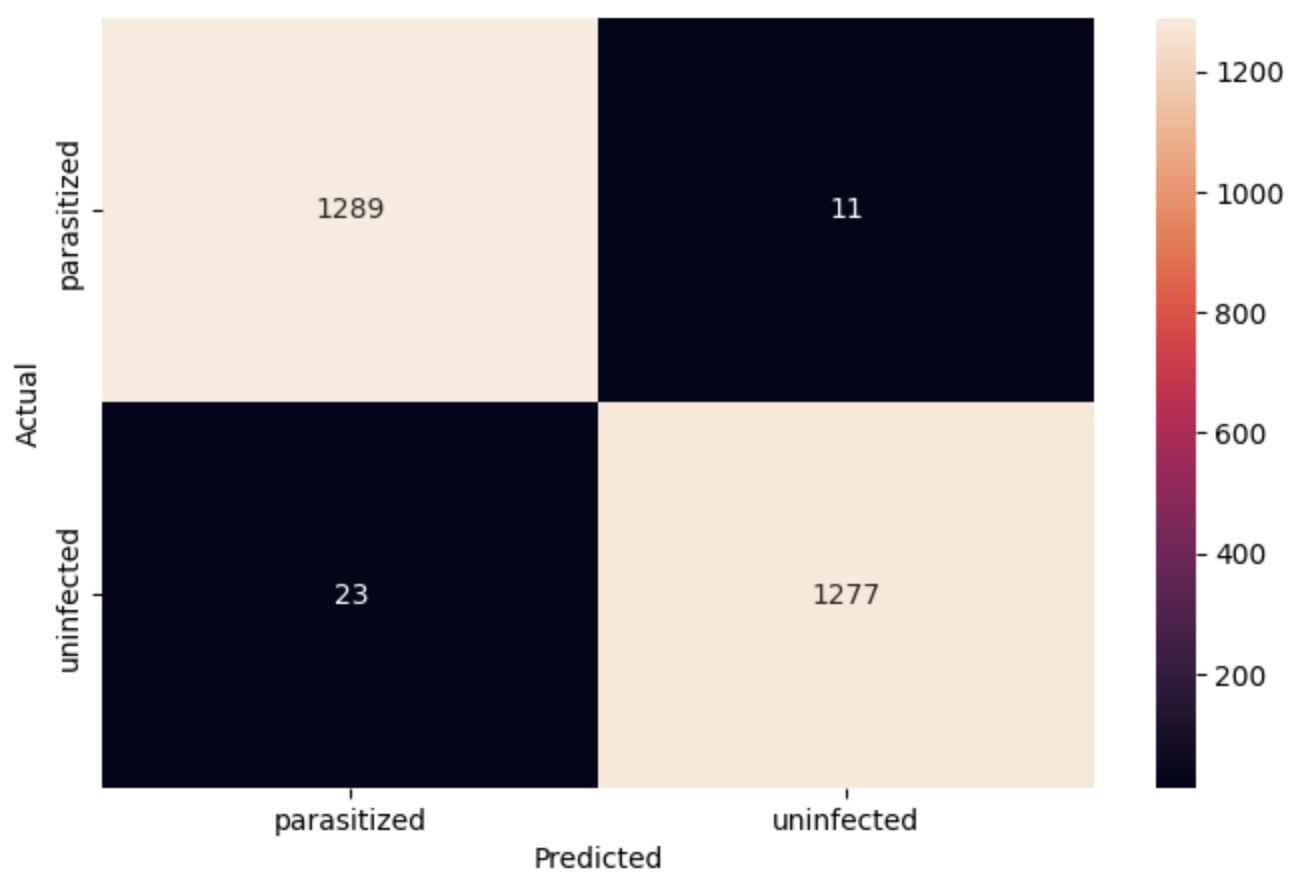 Actual
parasitized
1289
11
uninfected
23
1277
parasitized
uninfected
Predicted
1200
1000
800
600
400
200